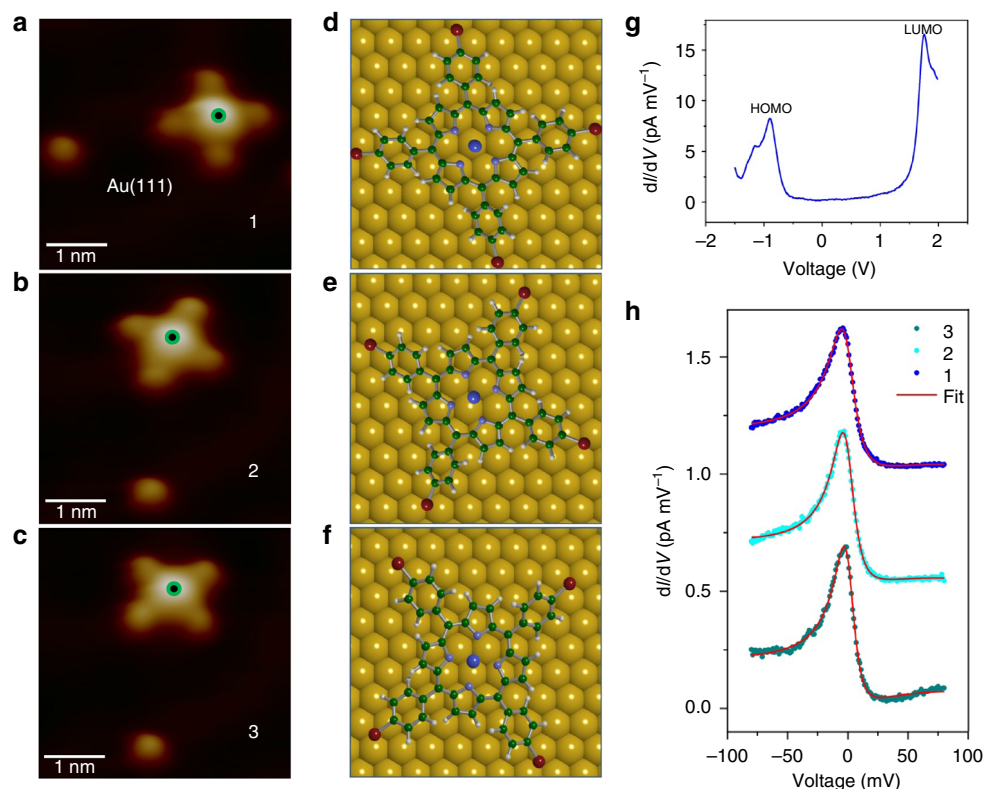 a
Au(111)
1
1 nm
b
2
1 nm
c
3
1 nm
d
e
f
g
LUMO
HOMO
15
10
5
0
dI/dV (pA mV⁻¹)
–2
–1
0
1
2
Voltage (V)
h
3
2
1
Fit
1.5
1.0
0.5
0.0
dI/dV (pA mV⁻¹)
–100
–50
0
50
100
Voltage (mV)